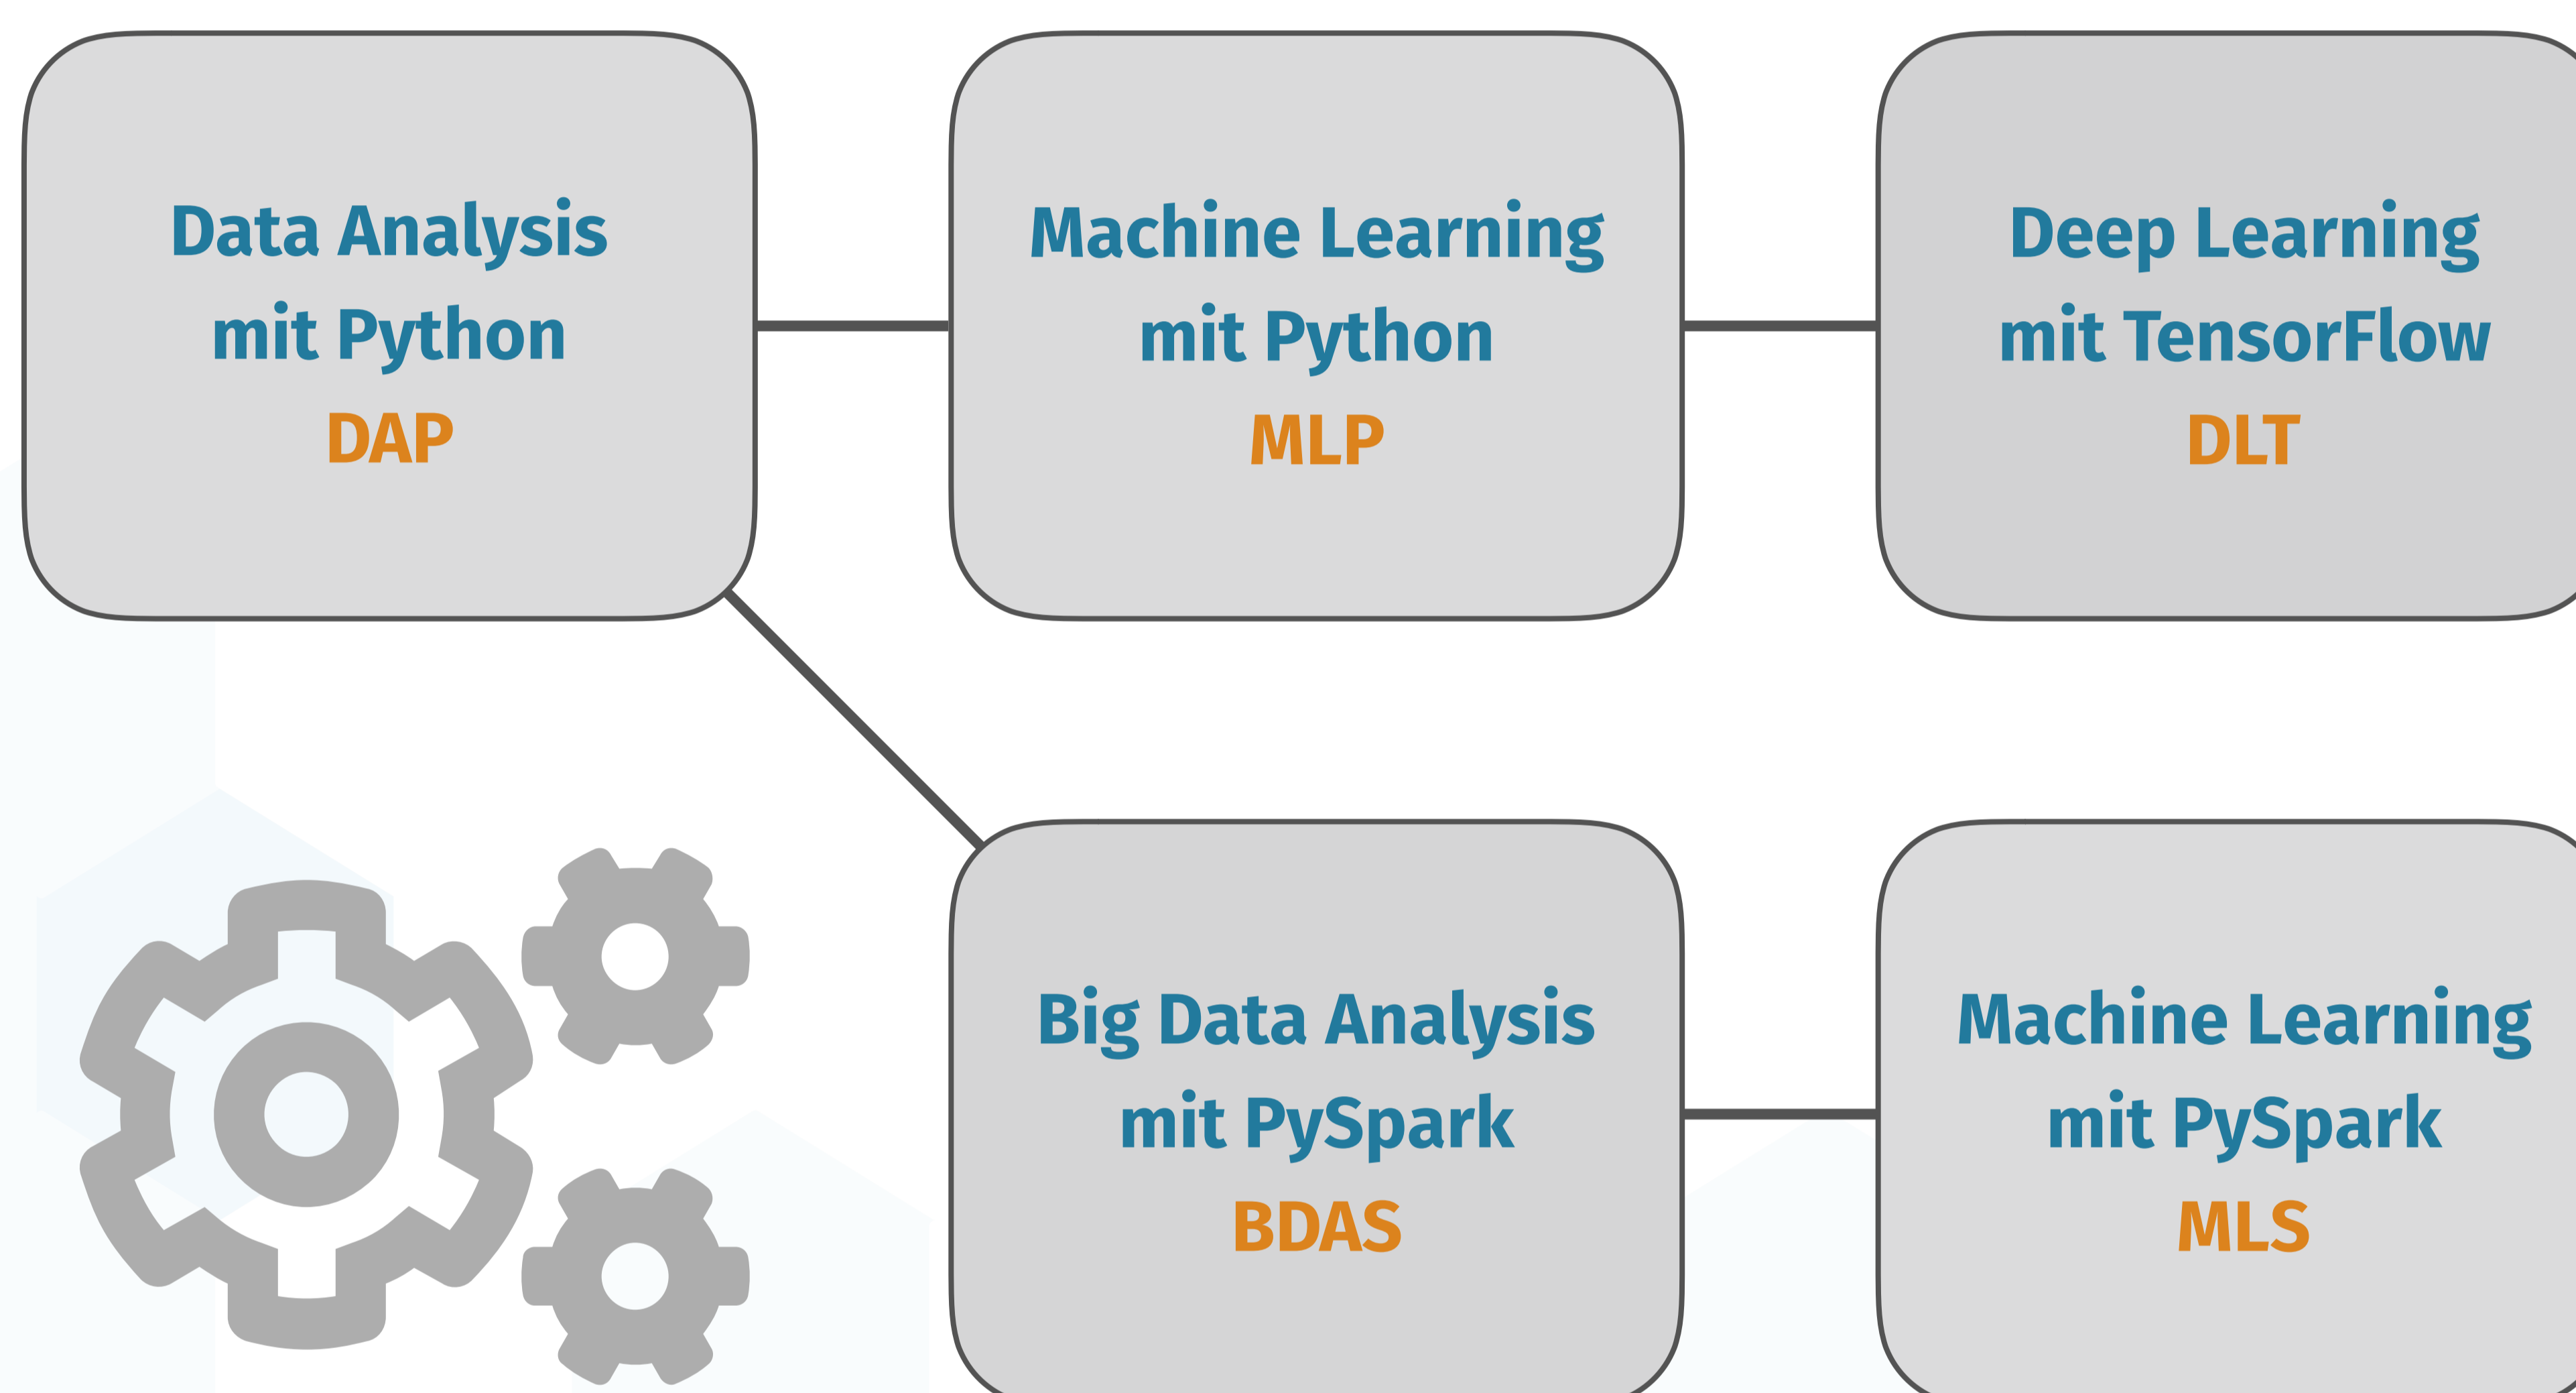 Data Analysis
mit Python
DAP
Machine Learning
mit Python
MLP
Deep Learning
mit TensorFlow
DLT
Big Data Analysis
mit PySpark
BDAS
Machine Learning
mit PySpark
MLS